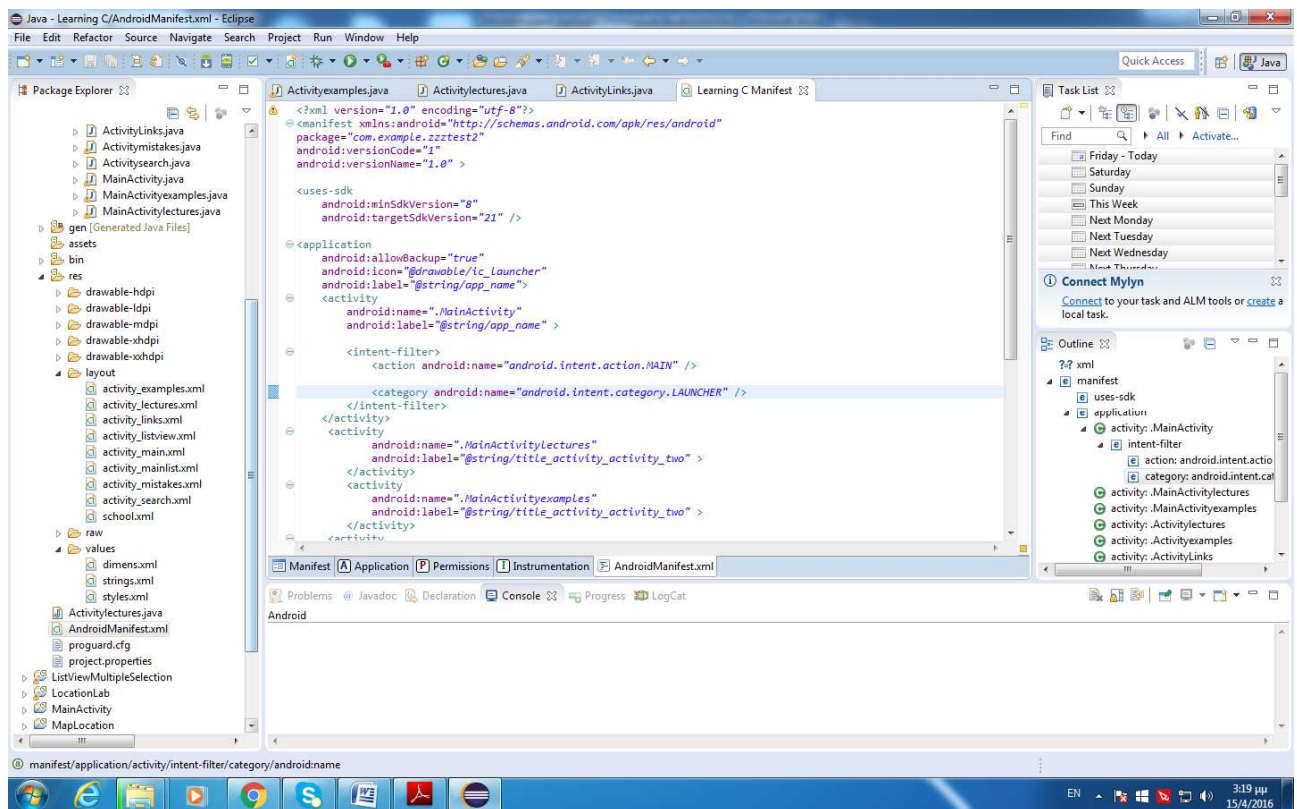 Java - Learning C/AndroidManifest.xml - Eclipse
File Edit Refactor Source Navigate Search Project Run Window Help
Quick Access
Java
Package Explorer
ActivityLinks.java
Activitymistakes.java
Activitysearch.java
MainActivity.java
MainActivityexamples.java
MainActivitylectures.java
gen [Generated Java Files]
assets
bin
res
drawable-hdpi
drawable-ldpi
drawable-mdpi
drawable-xhdpi
drawable-xxhdpi
layout
activity_examples.xml
activity_lectures.xml
activity_links.xml
activity_listview.xml
activity_main.xml
activity_mainlist.xml
activity_mistakes.xml
activity_search.xml
school.xml
raw
values
dimens.xml
strings.xml
styles.xml
Activitylectures.java
AndroidManifest.xml
proguard.cfg
project.properties
ListViewMultipleSelection
LocationLab
MainActivity
MapLocation
Activityexamples.java Activitylectures.java ActivityLinks.java Learning C Manifest
<?xml version="1.0" encoding="utf-8"?>
<manifest xmlns:android="http://schemas.android.com/apk/res/android"
package="com.example.zzztest2"
android:versionCode="1"
android:versionName="1.0" >
<uses-sdk
android:minSdkVersion="8"
android:targetSdkVersion="21" />
<application
android:allowBackup="true"
android:icon="@drawable/ic_launcher"
android:label="@string/app_name">
<activity
android:name=".MainActivity"
android:label="@string/app_name" >
<intent-filter>
<action android:name="android.intent.action.MAIN" />
<category android:name="android.intent.category.LAUNCHER" />
</intent-filter>
</activity>
<activity
android:name=".MainActivitylectures"
android:label="@string/title_activity_activity_two" >
</activity>
<activity
android:name=".MainActivityexamples"
android:label="@string/title_activity_activity_two" >
</activity>
<activity
Manifest A Application P Permissions I Instrumentation AndroidManifest.xml
Problems @ Javadoc Declaration Console Progress LogCat
Android
Task List
Find All Activate...
Friday - Today
Saturday
Sunday
This Week
Next Monday
Next Tuesday
Next Wednesday
Next Thursday
Connect Mylyn
Connect to your task and ALM tools or create a
local task.
Outline
?-? xml
manifest
uses-sdk
application
activity: .MainActivity
intent-filter
action: android.intent.actio
category: android.intent.cat
activity: .MainActivitylectures
activity: .MainActivityexamples
activity: .Activitylectures
activity: .Activityexamples
activity: .ActivityLinks
manifest/application/activity/intent-filter/category/android:name
EN
3:19 μμ
15/4/2016